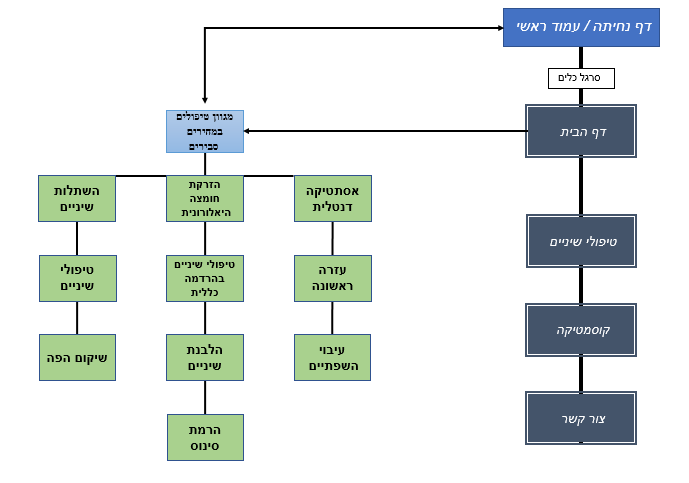 דף נחיתה / עמוד ראשי
סרגל כלים
דף הבית
טיפולי שיניים
קוסמטיקה
צור קשר
מגוון טיפולים
במחירים
סבירים
אסתטיקה
דנטלית
עזרה
ראשונה
עיבוי
השפתיים
הזרקת
חומצה
היאלורונית
טיפולי שיניים
בהרדמה
כללית
הלבנת
שיניים
הרמת
סינוס
השתלות
שיניים
טיפולי
שיניים
שיקום הפה